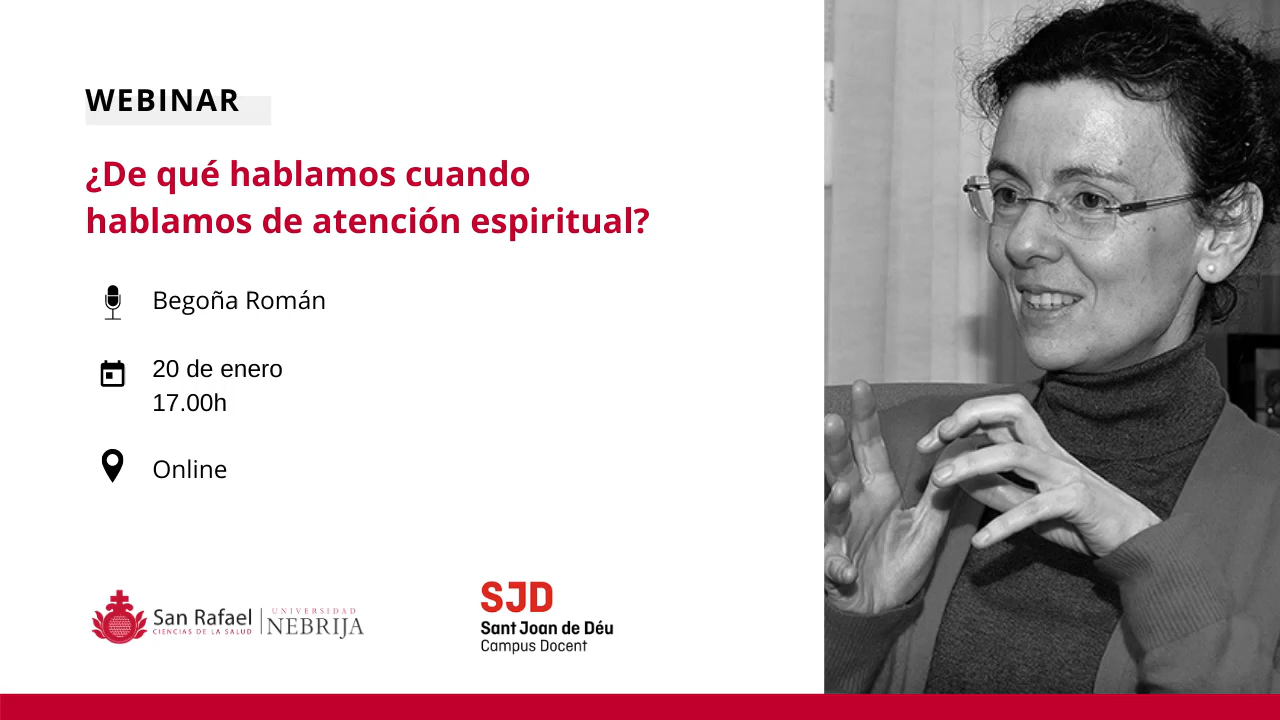 WEBINAR
¿De qué hablamos cuando
hablamos de atención espiritual?
Begoña Román
20 de enero
17.00h
Online
San Rafael
CIENCIAS DE LA SALUD
UNIVERSIDAD
NEBRIJA
SJD
Sant Joan de Déu
Campus Docent